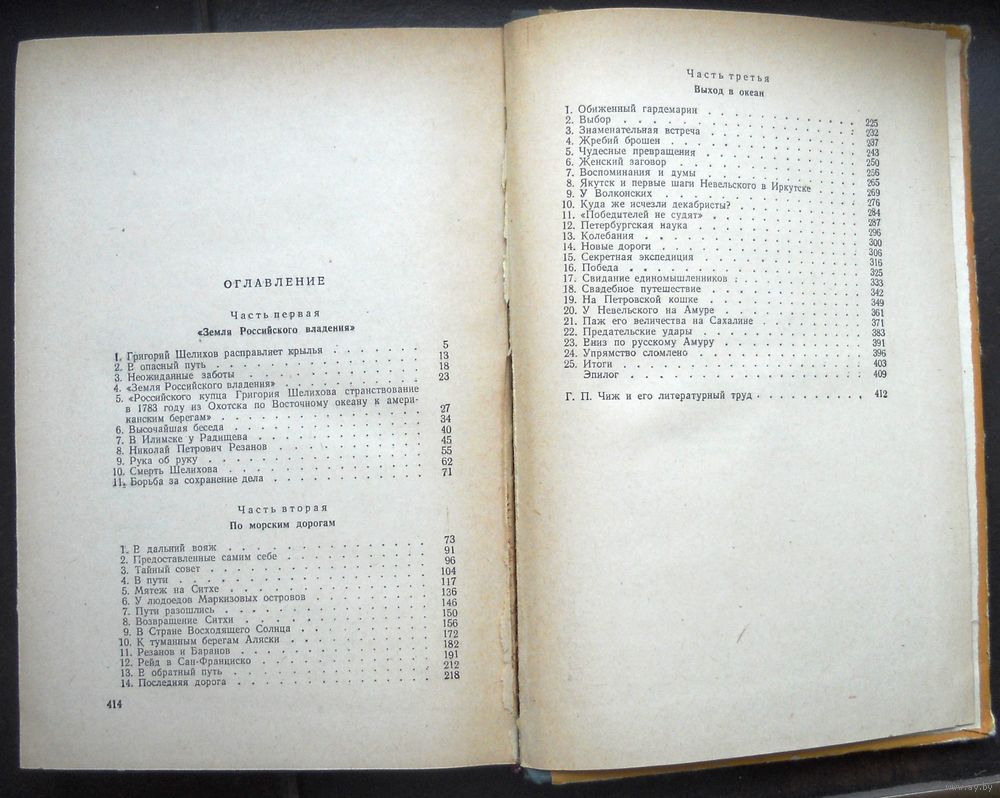 ОГЛАВЛЕНИЕ
Часть первая
«Земля Российского владения»
1. Григорий Шелихов расправляет крылья . . . . . 5
2. В опасный путь . . . . . 13
3. Неожиданные заботы . . . . . 18
4. «Земля Российского владения» . . . . . 23
5. «Российского купца Григория Шелихова странствование
в 1783 году из Охотска по Восточному океану к амери-
канским берегам» . . . . . 27
6. Высочайшая беседа . . . . . 34
7. В Илимске у Радищева . . . . . 40
8. Николай Петрович Резанов . . . . . 45
9. Рука об руку . . . . . 55
10. Смерть Шелихова . . . . . 62
11. Борьба за сохранение дела . . . . . 71
Часть вторая
По морским дорогам
1. В дальний вояж . . . . . 73
2. Предоставленные самим себе . . . . . 91
3. Тайный совет . . . . . 96
4. В пути . . . . . 104
5. Мятеж на Ситхе . . . . . 117
6. У людоедов Маркизовых островов . . . . . 136
7. Пути разошлись . . . . . 146
8. Возвращение Ситхи . . . . . 150
9. В Стране Восходящего Солнца . . . . . 156
10. К туманным берегам Аляски . . . . . 172
11. Резанов и Баранов . . . . . 182
12. Рейд в Сан-Франциско . . . . . 191
13. В обратный путь . . . . . 212
14. Последняя дорога . . . . . 218
414
Часть третья
Выход в океан
1. Обиженный гардемарин . . . . . 225
2. Выбор . . . . . 232
3. Знаменательная встреча . . . . . 237
4. Жребий брошен . . . . . 243
5. Чудесные превращения . . . . . 250
6. Женский заговор . . . . . 256
7. Воспоминания и думы . . . . . 265
8. Якутск и первые шаги Невельского в Иркутске . . 269
9. У Волконских . . . . . 276
10. Куда же исчезли декабристы? . . . . . 284
11. «Победителей не судят» . . . . . 287
12. Петербургская наука . . . . . 296
13. Колебания . . . . . 300
14. Новые дороги . . . . . 306
15. Секретная экспедиция . . . . . 316
16. Победа . . . . . 325
17. Свидание единомышленников . . . . . 333
18. Свадебное путешествие . . . . . 342
19. На Петровской кошке . . . . . 349
20. У Невельского на Амуре . . . . . 361
21. Паж его величества на Сахалине . . . . . 371
22. Предательские удары . . . . . 383
23. Вниз по русскому Амуру . . . . . 391
24. Упрямство сломлено . . . . . 396
25. Итоги . . . . . 403
Эпилог . . . . . 409
Г. П. Чиж и его литературный труд . . . . . 412
www.ay.by